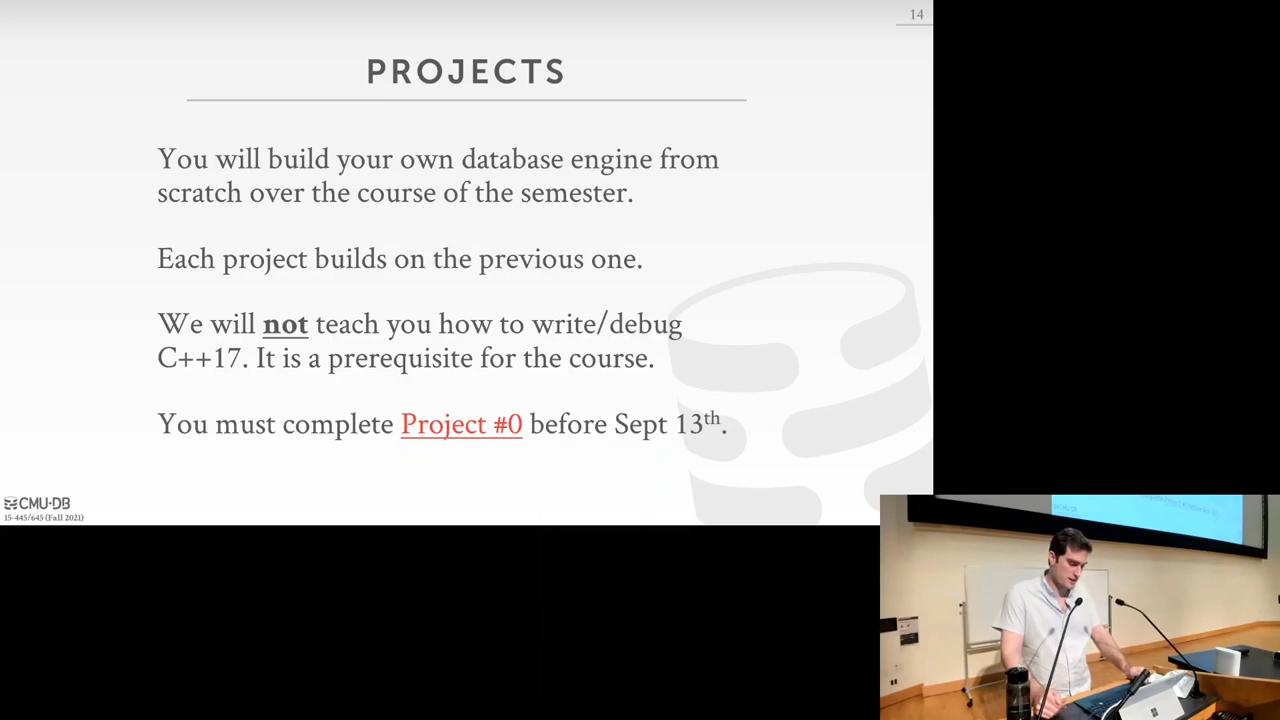 14
PROJECTS
You will build your own database engine from
scratch over the course of the semester.
Each project builds on the previous one.
We will not teach you how to write/debug
C++17. It is a prerequisite for the course.
You must complete Project #0 before Sept 13th.
CMU·DB
15-445/645 (Fall 2021)